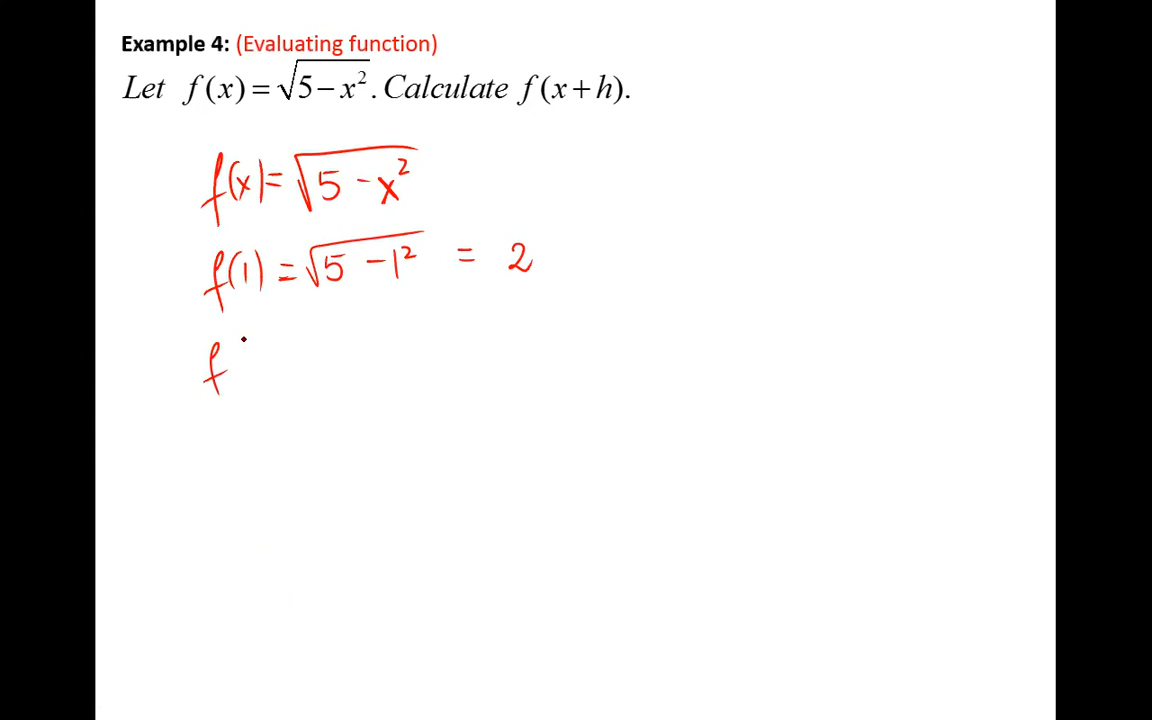 Example 4: (Evaluating function)
Let f(x)=√5−x². Calculate f(x+h).
f(x)=√5−x²
f(1)=√5−1² = 2
f